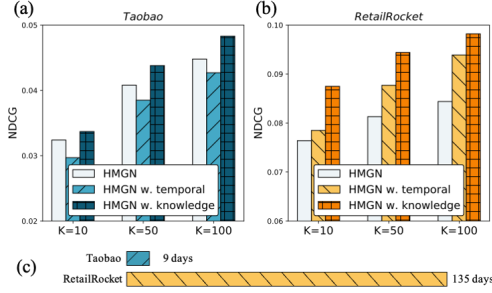 (a)
Taobao
0.05
0.04
0.03
0.02
NDCG
HMGN
HMGN w. temporal
HMGN w. knowledge
K=10 K=50 K=100
(b)
RetailRocket
0.10
0.09
0.08
0.07
0.06
NDCG
HMGN
HMGN w. temporal
HMGN w. knowledge
K=10 K=50 K=100
(c)
Taobao 9 days
RetailRocket 135 days